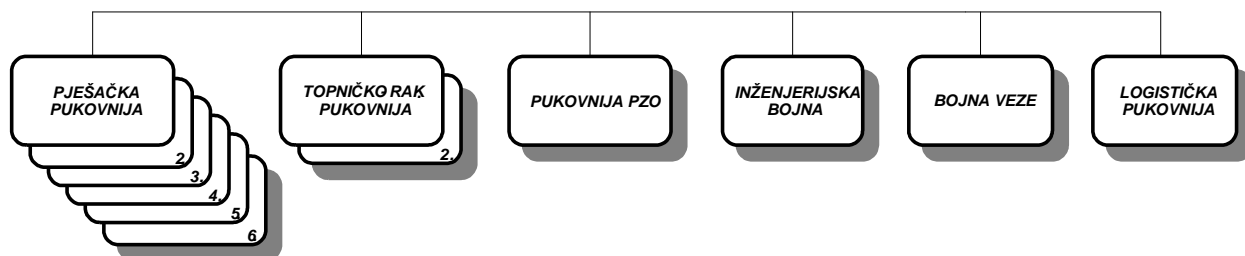 PJEŠAČKA
PUKOVNIJA
2.
3.
4.
5.
6.
TOPNIČKO RAK.
PUKOVNIJA
2.
PUKOVNIJA PZO
INŽENJERIJSKA
BOJNA
BOJNA VEZE
LOGISTIČKA
PUKOVNIJA